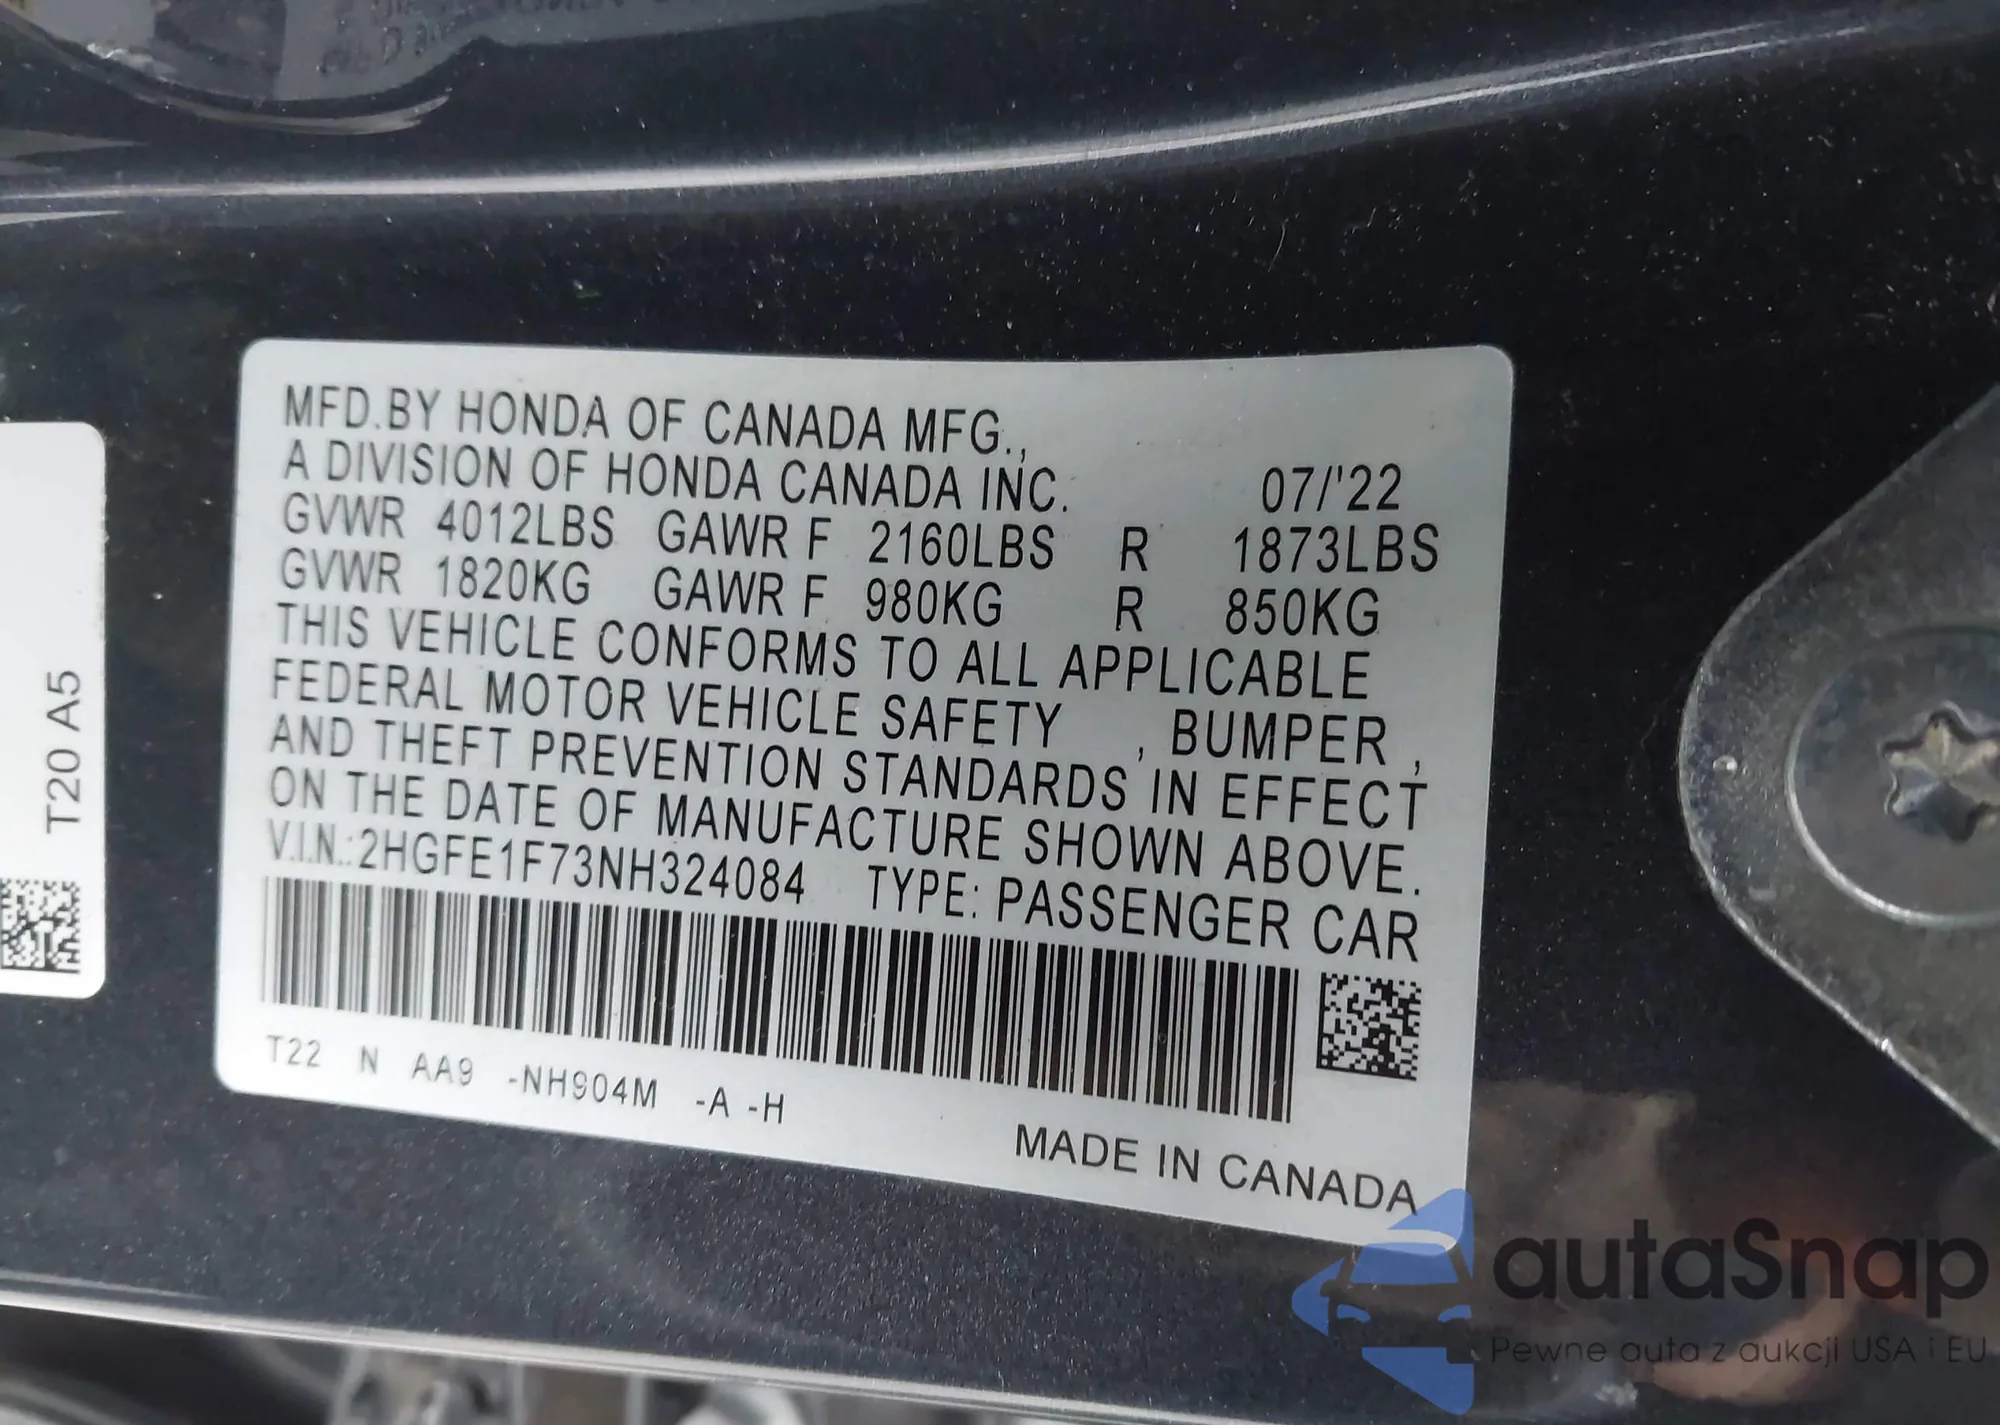 MFD.BY HONDA OF CANADA MFG.,
A DIVISION OF HONDA CANADA INC. 07/'22
GVWR 4012LBS GAWR F 2160LBS R 1873LBS
GVWR 1820KG GAWR F 980KG R 850KG
THIS VEHICLE CONFORMS TO ALL APPLICABLE
FEDERAL MOTOR VEHICLE SAFETY , BUMPER ,
AND THEFT PREVENTION STANDARDS IN EFFECT
ON THE DATE OF MANUFACTURE SHOWN ABOVE.
V.I.N.:2HGFE1F73NH324084 TYPE: PASSENGER CAR
T22 N AA9 -NH904M -A -H
MADE IN CANADA
T20 A5
autaSnap
Pewne auta z aukcji USA i EU